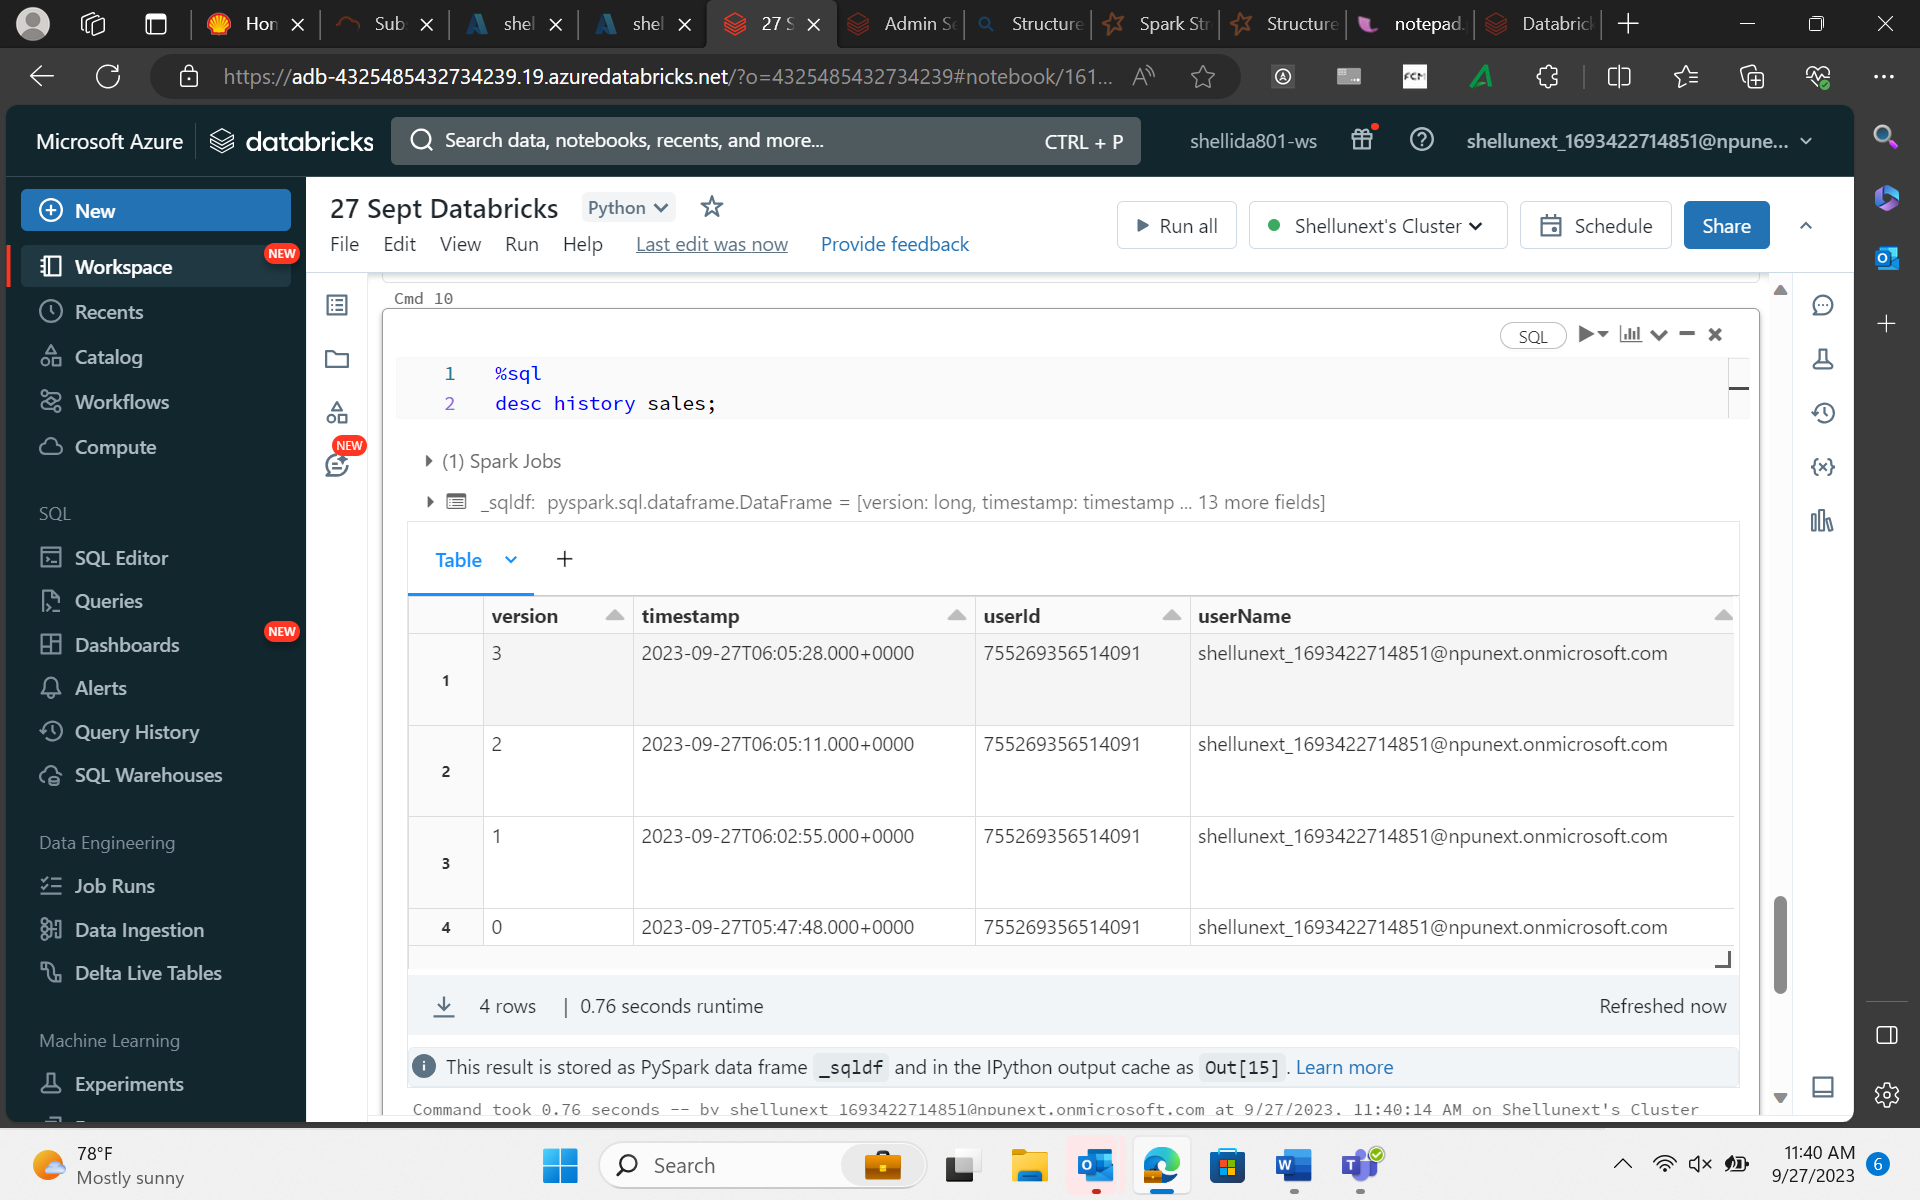 Hon
Sub
shel
shel
27 S
Admin Se
Structure
Spark Str
Structure
notepad.
Databrick
https://adb-4325485432734239.19.azuredatabricks.net/?o=4325485432734239#notebook/161...
FCM
Microsoft Azure
databricks
Search data, notebooks, recents, and more...
CTRL + P
shellida801-ws
shellunext_1693422714851@npune...
New
Workspace
NEW
Recents
Catalog
Workflows
Compute
SQL
SQL Editor
Queries
Dashboards
NEW
Alerts
Query History
SQL Warehouses
Data Engineering
Job Runs
Data Ingestion
Delta Live Tables
Machine Learning
Experiments
27 Sept Databricks
Python
File Edit View Run Help Last edit was now Provide feedback
Run all
Shellunext's Cluster
Schedule
Share
NEW
Cmd 10
SQL
1 %sql
2 desc history sales;
(1) Spark Jobs
_sqldf: pyspark.sql.dataframe.DataFrame = [version: long, timestamp: timestamp ... 13 more fields]
Table
version timestamp userId userName
1 3 2023-09-27T06:05:28.000+0000 755269356514091 shellunext_1693422714851@npunext.onmicrosoft.com
2 2 2023-09-27T06:05:11.000+0000 755269356514091 shellunext_1693422714851@npunext.onmicrosoft.com
3 1 2023-09-27T06:02:55.000+0000 755269356514091 shellunext_1693422714851@npunext.onmicrosoft.com
4 0 2023-09-27T05:47:48.000+0000 755269356514091 shellunext_1693422714851@npunext.onmicrosoft.com
4 rows | 0.76 seconds runtime
Refreshed now
This result is stored as PySpark data frame _sqldf and in the IPython output cache as Out[15] . Learn more
Command took 0.76 seconds -- by shellunext_1693422714851@npunext.onmicrosoft.com at 9/27/2023, 11:40:14 AM on Shellunext's Cluster
78°F
Mostly sunny
Search
11:40 AM
9/27/2023
6